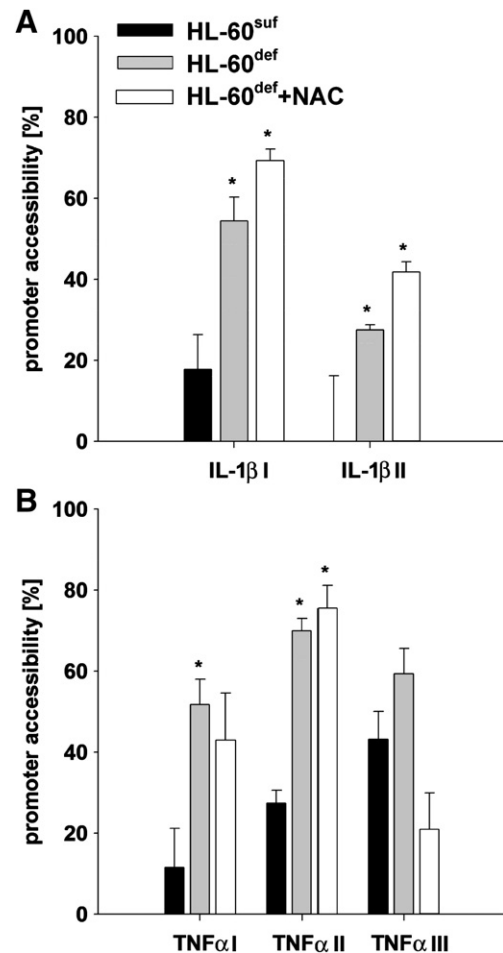 A
100
80
60
40
20
0
promoter accessibility [%]
HL-60suf
HL-60def
HL-60def+NAC
*
*
*
*
IL-1β I
IL-1β II
B
100
80
60
40
20
0
promoter accessibility [%]
*
*
*
TNFα I
TNFα II
TNFα III